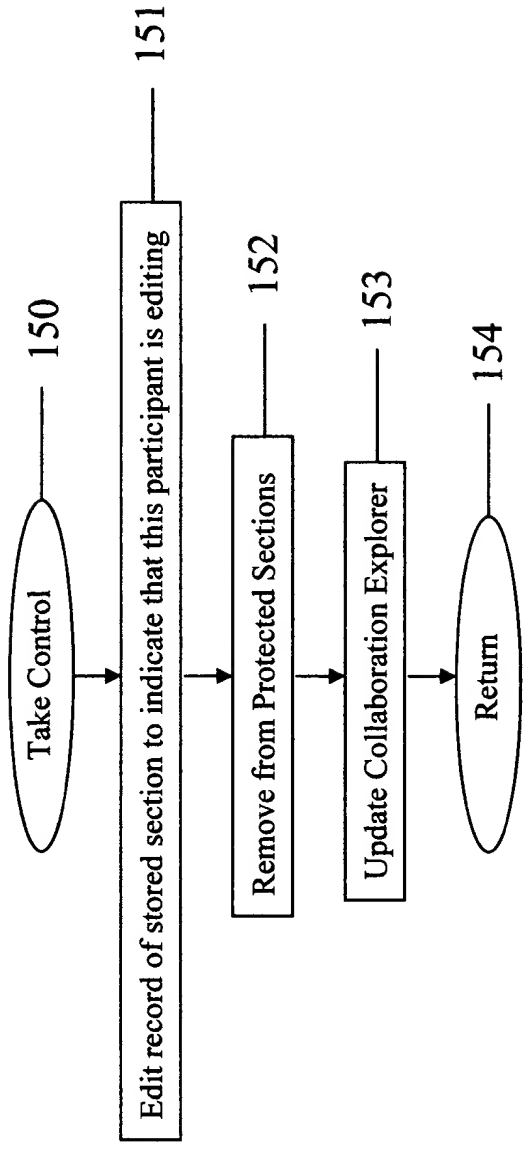 Take Control
150
Edit record of stored section to indicate that this participant is editing
151
Remove from Protected Sections
152
Update Collaboration Explorer
153
Return
154